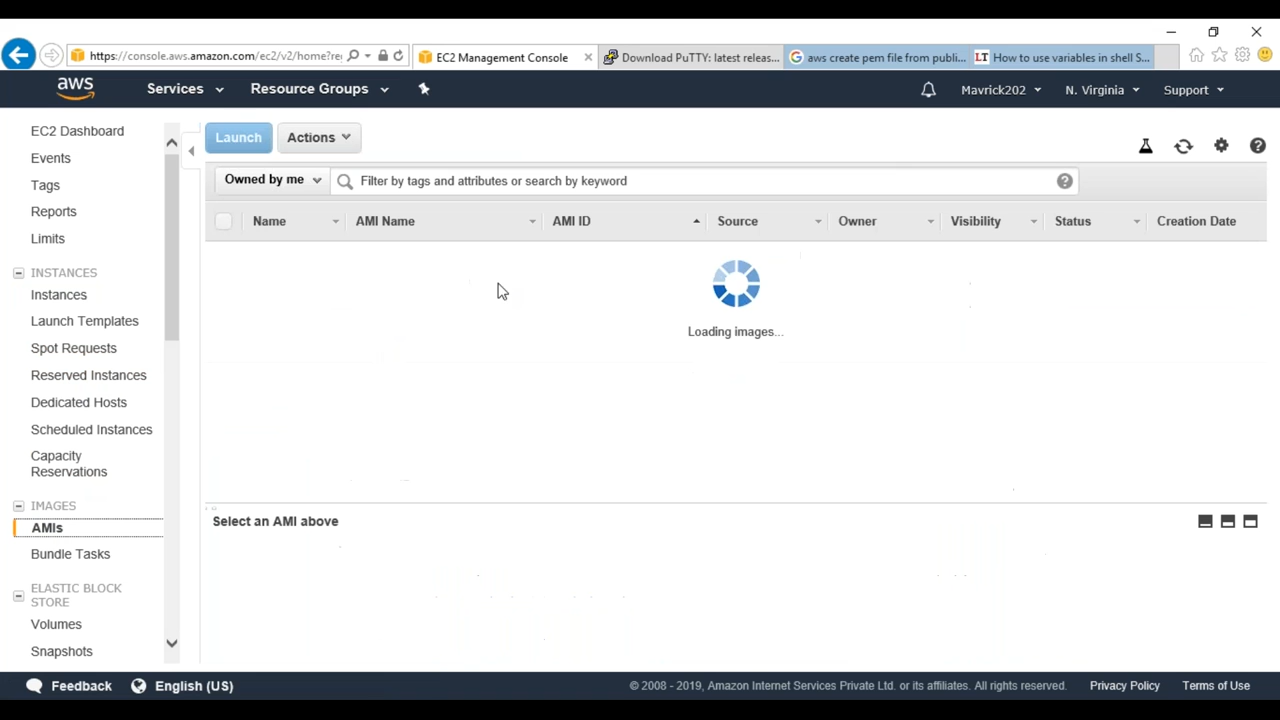 https://console.aws.amazon.com/ec2/v2/home?re
EC2 Management Console
Download PuTTY: latest releas...
aws create pem file from publi...
LT How to use variables in shell S...
aws
Services
Resource Groups
Mavrick202
N. Virginia
Support
EC2 Dashboard
Events
Tags
Reports
Limits
INSTANCES
Instances
Launch Templates
Spot Requests
Reserved Instances
Dedicated Hosts
Scheduled Instances
Capacity
Reservations
IMAGES
AMIs
Bundle Tasks
ELASTIC BLOCK
STORE
Volumes
Snapshots
Launch
Actions
Owned by me
Filter by tags and attributes or search by keyword
Name
AMI Name
AMI ID
Source
Owner
Visibility
Status
Creation Date
Loading images...
Select an AMI above
Feedback
English (US)
© 2008 - 2019, Amazon Internet Services Private Ltd. or its affiliates. All rights reserved.
Privacy Policy
Terms of Use